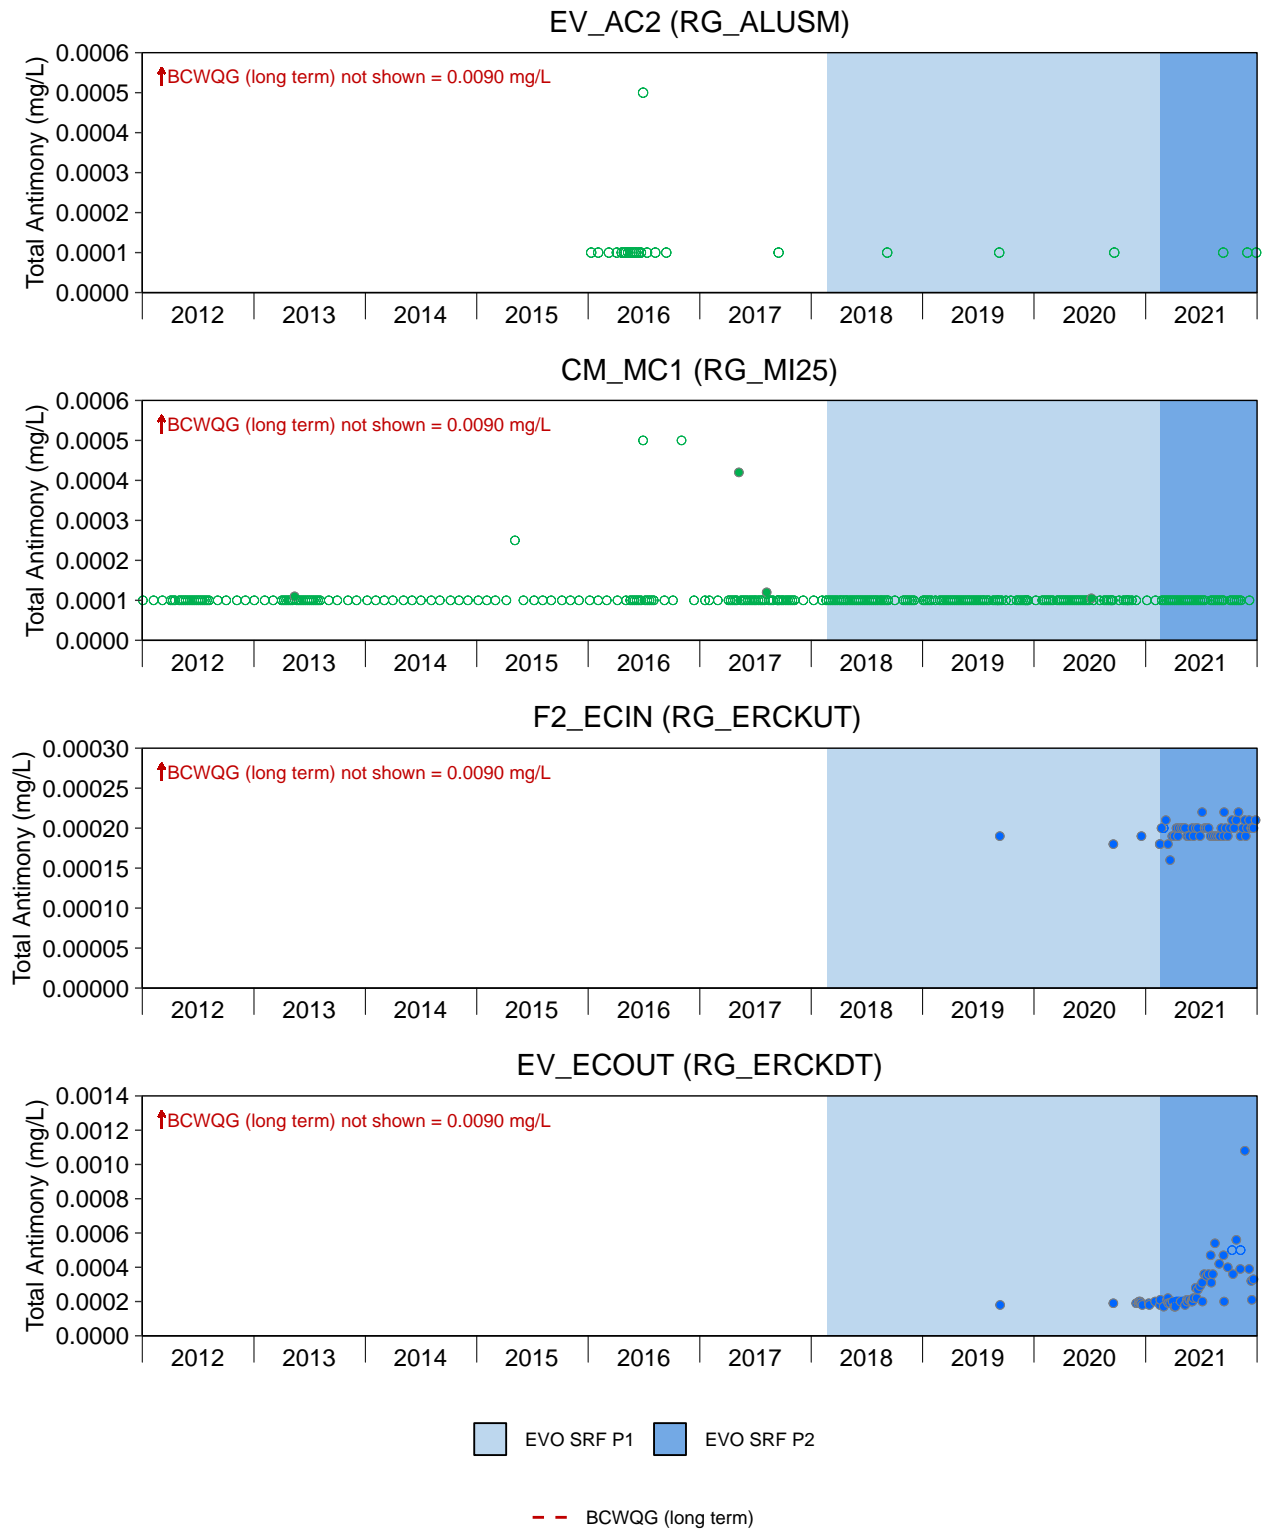 EV_AC2 (RG_ALUSM)
Total Antimony (mg/L)
0.0006
0.0005
0.0004
0.0003
0.0002
0.0001
0.0000
BCWQG (long term) not shown = 0.0090 mg/L
2012 2013 2014 2015 2016 2017 2018 2019 2020 2021
CM_MC1 (RG_MI25)
Total Antimony (mg/L)
0.0006
0.0005
0.0004
0.0003
0.0002
0.0001
0.0000
BCWQG (long term) not shown = 0.0090 mg/L
2012 2013 2014 2015 2016 2017 2018 2019 2020 2021
F2_ECIN (RG_ERCKUT)
Total Antimony (mg/L)
0.00030
0.00025
0.00020
0.00015
0.00010
0.00005
0.00000
BCWQG (long term) not shown = 0.0090 mg/L
2012 2013 2014 2015 2016 2017 2018 2019 2020 2021
EV_ECOUT (RG_ERCKDT)
Total Antimony (mg/L)
0.0014
0.0012
0.0010
0.0008
0.0006
0.0004
0.0002
0.0000
BCWQG (long term) not shown = 0.0090 mg/L
2012 2013 2014 2015 2016 2017 2018 2019 2020 2021
EVO SRF P1 EVO SRF P2
BCWQG (long term)